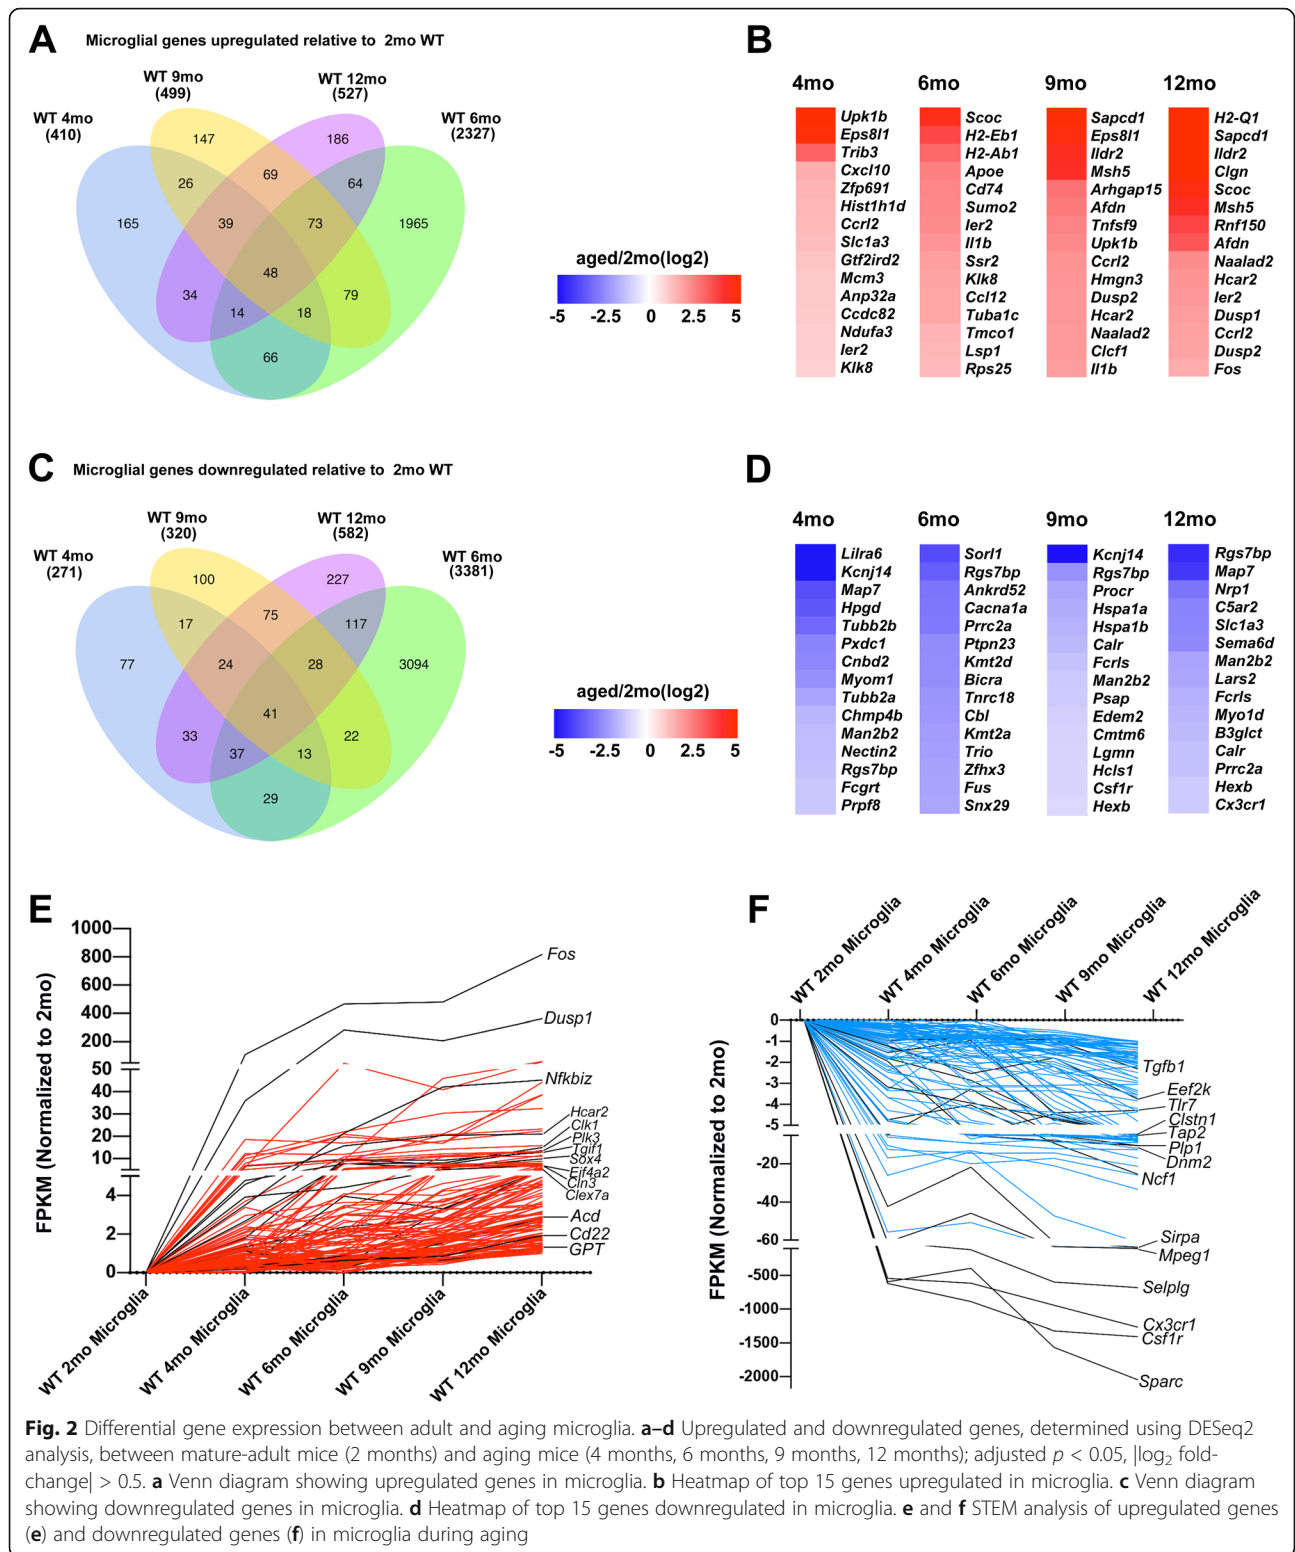 A
Microglial genes upregulated relative to 2mo WT
WT 9mo
(499)
WT 12mo
(527)
WT 4mo
(410)
WT 6mo
(2327)
147
186
26
69
64
165
39
73
1965
48
34
14
18
79
66
aged/2mo(log2)
-5 -2.5 0 2.5 5
B
4mo
Upk1b
Eps8l1
Trib3
Cxcl10
Zfp691
Hist1h1d
Ccrl2
Slc1a3
Gtf2ird2
Mcm3
Anp32a
Ccdc82
Ndufa3
Ier2
Klk8
6mo
Scoc
H2-Eb1
H2-Ab1
Apoe
Cd74
Sumo2
Ier2
Il1b
Ssr2
Klk8
Ccl12
Tuba1c
Tmco1
Lsp1
Rps25
9mo
Sapcd1
Eps8l1
Ildr2
Msh5
Arhgap15
Afdn
Tnfsf9
Upk1b
Ccrl2
Hmgn3
Dusp2
Hcar2
Naalad2
Clcf1
Il1b
12mo
H2-Q1
Sapcd1
Ildr2
Clgn
Scoc
Msh5
Rnf150
Afdn
Naalad2
Hcar2
Ier2
Dusp1
Ccrl2
Dusp2
Fos
C
Microglial genes downregulated relative to 2mo WT
WT 9mo
(320)
WT 12mo
(582)
WT 4mo
(271)
WT 6mo
(3381)
100
227
17
75
117
77
24
28
3094
41
33
37
13
22
29
aged/2mo(log2)
-5 -2.5 0 2.5 5
D
4mo
Lilra6
Kcnj14
Map7
Hpgd
Tubb2b
Pxdc1
Cnbd2
Myom1
Tubb2a
Chmp4b
Man2b2
Nectin2
Rgs7bp
Fcgrt
Prpf8
6mo
Sorl1
Rgs7bp
Ankrd52
Cacna1a
Prrc2a
Ptpn23
Kmt2d
Bicra
Tnrc18
Cbl
Kmt2a
Trio
Zfhx3
Fus
Snx29
9mo
Kcnj14
Rgs7bp
Procr
Hspa1a
Hspa1b
Calr
Fcrls
Man2b2
Psap
Edem2
Cmtm6
Lgmn
Hcls1
Csf1r
Hexb
12mo
Rgs7bp
Map7
Nrp1
C5ar2
Slc1a3
Sema6d
Man2b2
Lars2
Fcrls
Myo1d
B3glct
Calr
Prrc2a
Hexb
Cx3cr1
E
FPKM (Normalized to 2mo)
1000
800
600
400
200
50
40
30
20
10
4
2
0
Fos
Dusp1
Nfkbiz
Hcar2
Clk1
Plk3
Tgif1
Sox4
Eif4a2
Cln3
Clex7a
Acd
Cd22
GPT
WT 2mo Microglia
WT 4mo Microglia
WT 6mo Microglia
WT 9mo Microglia
WT 12mo Microglia
F
WT 2mo Microglia
WT 4mo Microglia
WT 6mo Microglia
WT 9mo Microglia
WT 12mo Microglia
FPKM (Normalized to 2mo)
0
-1
-2
-3
-4
-5
-20
-40
-60
-500
-1000
-1500
-2000
Tgfb1
Eef2k
Tlr7
Clstn1
Tap2
Plp1
Dnm2
Ncf1
Sirpa
Mpeg1
Selplg
Cx3cr1
Csf1r
Sparc
Fig. 2 Differential gene expression between adult and aging microglia. a–d Upregulated and downregulated genes, determined using DESeq2
analysis, between mature-adult mice (2 months) and aging mice (4 months, 6 months, 9 months, 12 months); adjusted p < 0.05, |log2 fold-
change| > 0.5. a Venn diagram showing upregulated genes in microglia. b Heatmap of top 15 genes upregulated in microglia. c Venn diagram
showing downregulated genes in microglia. d Heatmap of top 15 genes downregulated in microglia. e and f STEM analysis of upregulated genes
(e) and downregulated genes (f) in microglia during aging